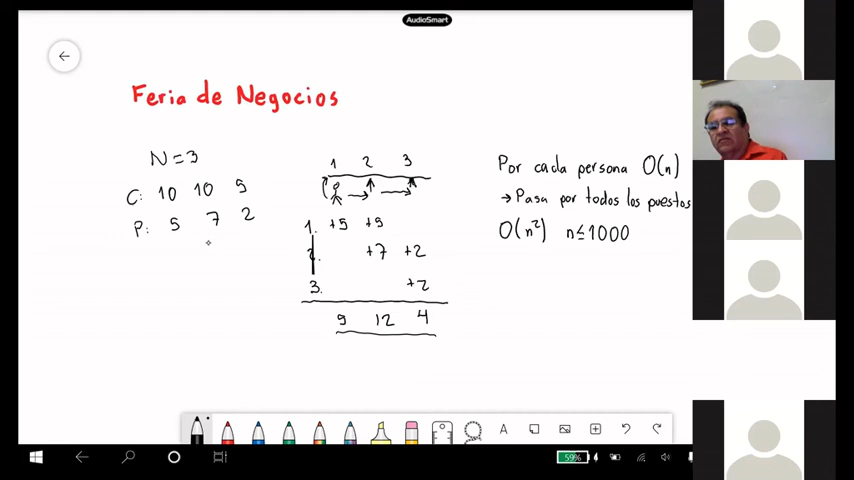 AudioSmart
Feria de Negocios
N = 3
C: 10 10 5
P: 5 7 2
1 2 3
1. +5 +5
2. +7 +2
3. +2
9 12 4
Por cada persona O(n)
→ Pasa por todos los puestos
O(n²) n ≤ 1000
A
59%